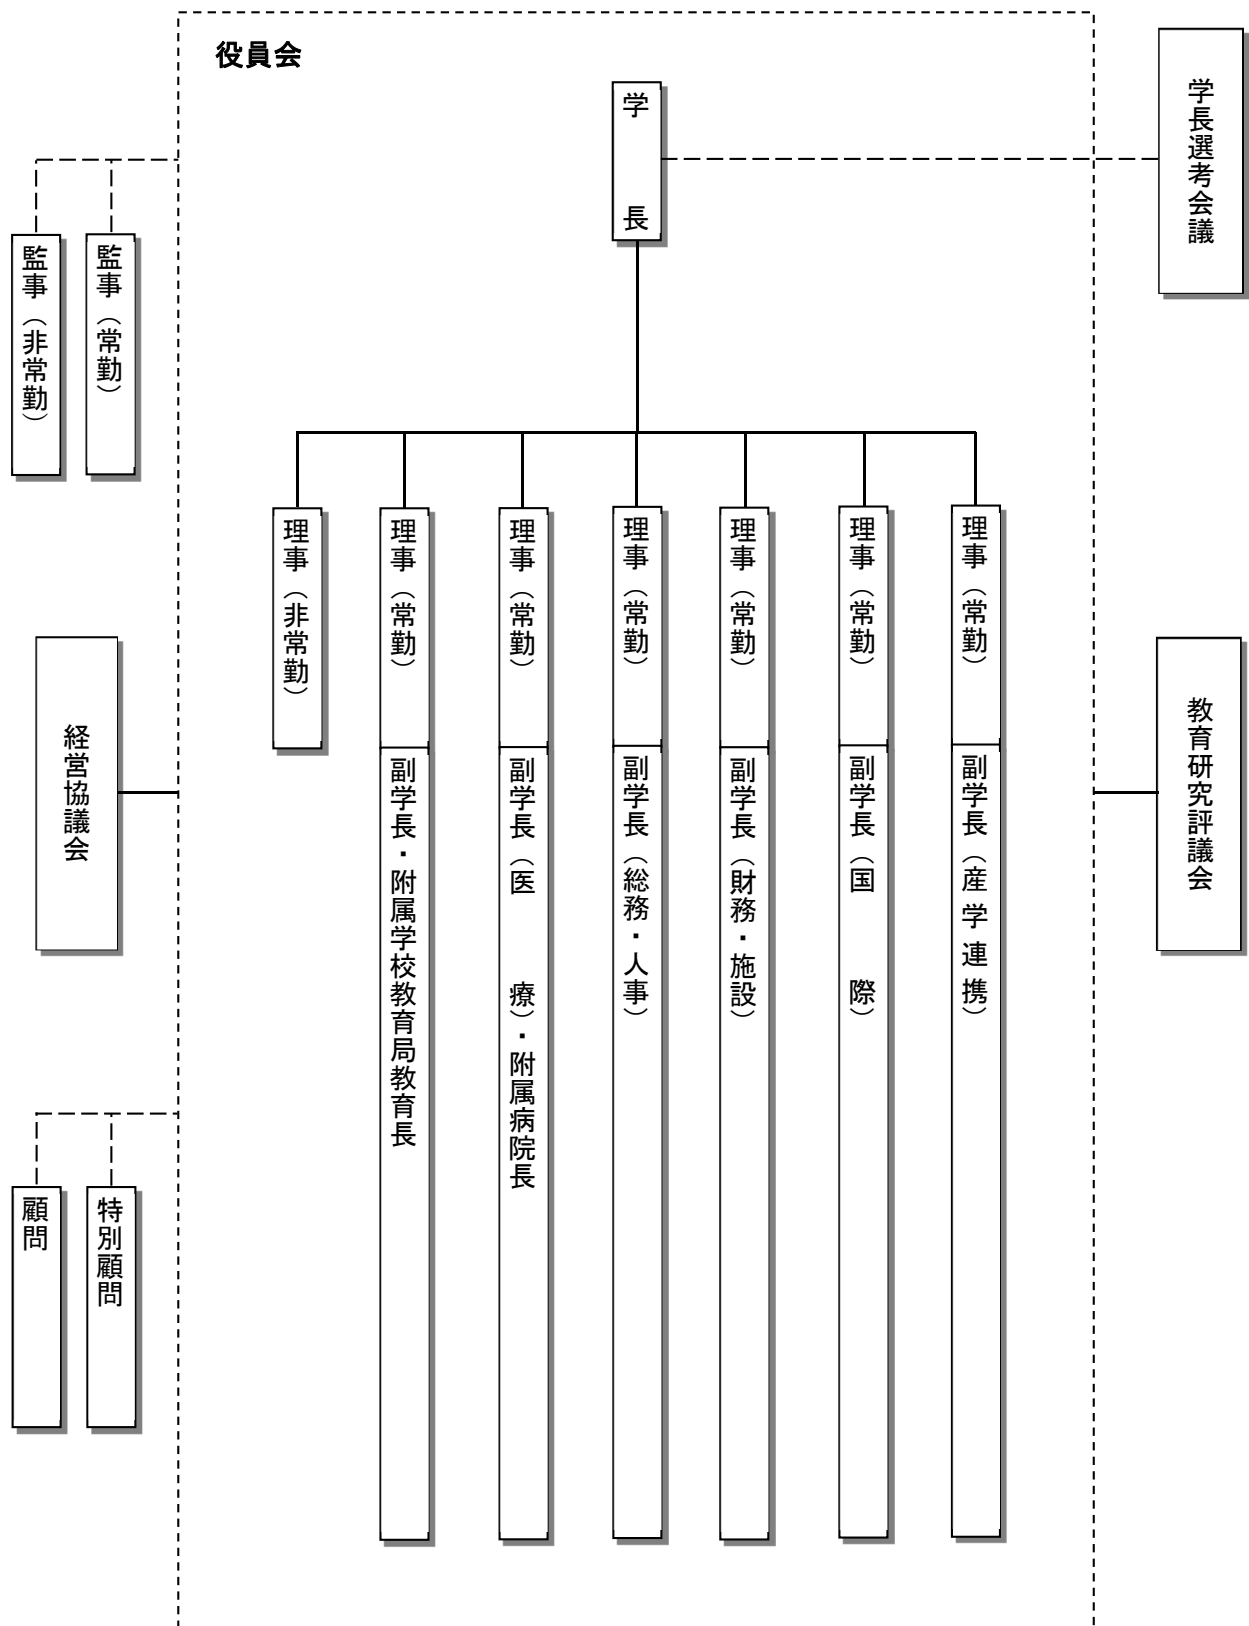 役員会
学長
学長選考会議
監事（常勤）
監事（非常勤）
理事（常勤）
副学長（産学連携）
理事（常勤）
副学長（国際）
理事（常勤）
副学長（財務・施設）
理事（常勤）
副学長（総務・人事）
理事（常勤）
副学長（医療）・附属病院長
理事（常勤）
副学長・附属学校教育局教育長
理事（非常勤）
教育研究評議会
経営協議会
特別顧問
顧問